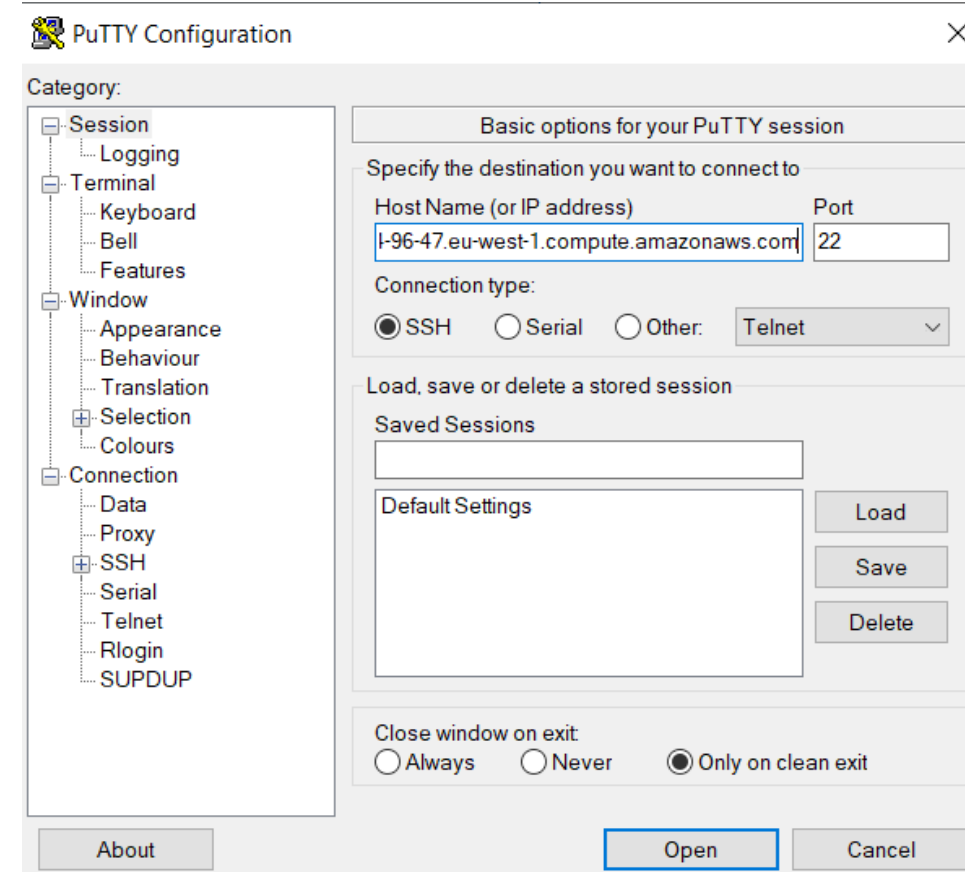 PuTTY Configuration
Category:
Session
Logging
Terminal
Keyboard
Bell
Features
Window
Appearance
Behaviour
Translation
Selection
Colours
Connection
Data
Proxy
SSH
Serial
Telnet
Rlogin
SUPDUP
Basic options for your PuTTY session
Specify the destination you want to connect to
Host Name (or IP address) Port
-96-47.eu-west-1.compute.amazonaws.com 22
Connection type:
SSH Serial Other: Telnet
Load, save or delete a stored session
Saved Sessions
Default Settings
Load
Save
Delete
Close window on exit:
Always Never Only on clean exit
About Open Cancel